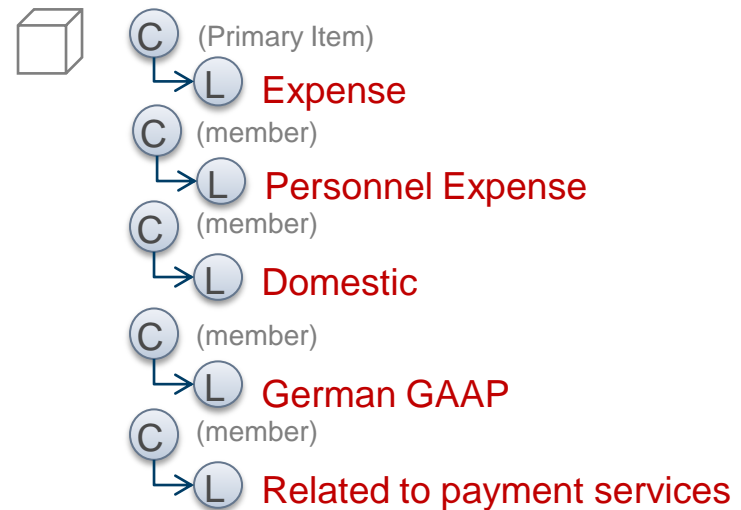 C (Primary Item)
L Expense
C (member)
L Personnel Expense
C (member)
L Domestic
C (member)
L German GAAP
C (member)
L Related to payment services